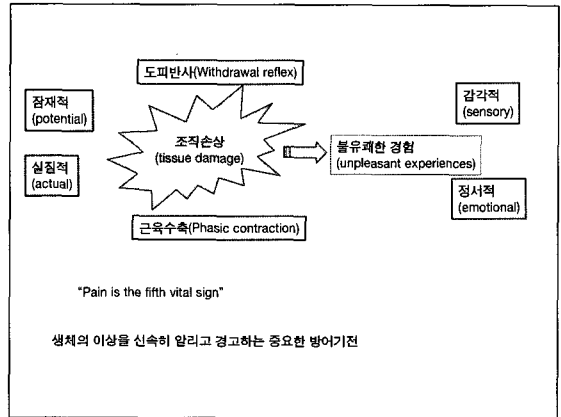 도피반사(Withdrawal reflex)
잠재적
(potential)
실질적
(actual)
조직손상
(tissue damage)
근육수축(Phasic contraction)
불유쾌한 경험
(unpleasant experiences)
감각적
(sensory)
정서적
(emotional)
“Pain is the fifth vital sign”
생체의 이상을 신속히 알리고 경고하는 중요한 방어기전